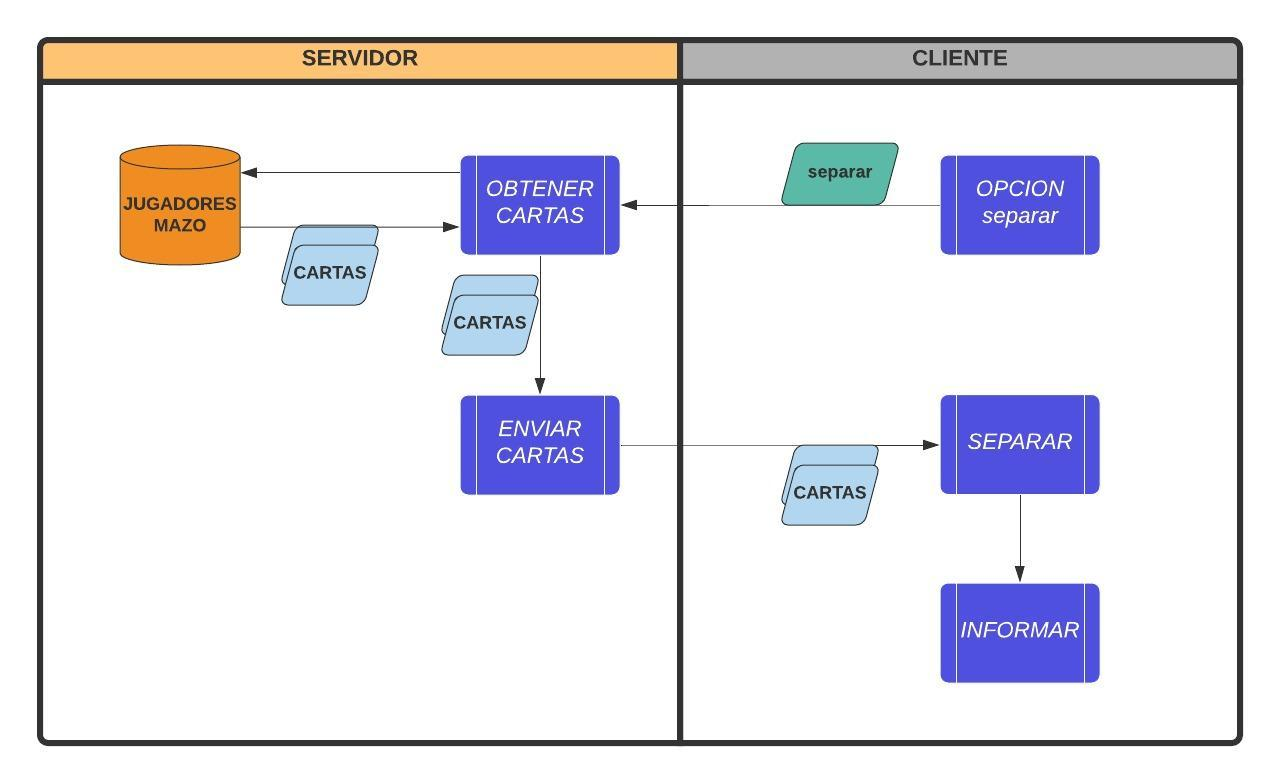 SERVIDOR
CLIENTE
JUGADORES
MAZO
OBTENER
CARTAS
separar
OPCION
separar
CARTAS
CARTAS
ENVIAR
CARTAS
CARTAS
SEPARAR
INFORMAR